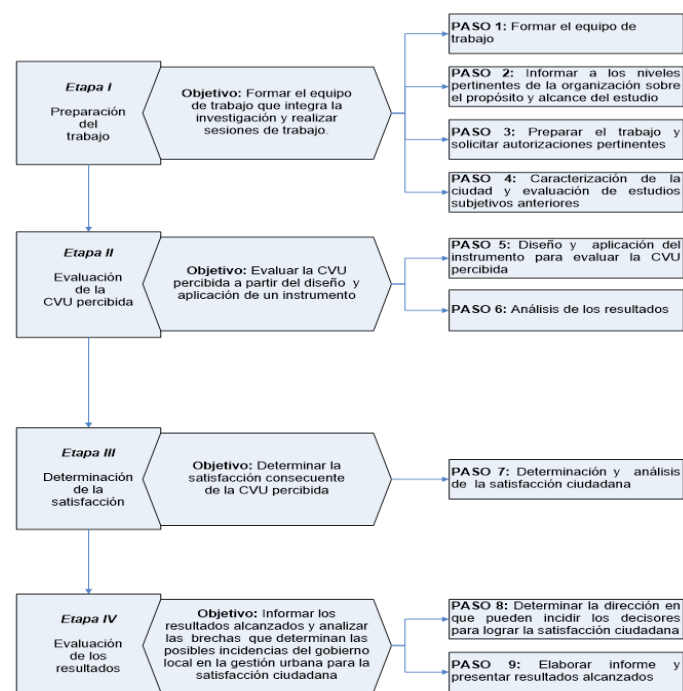 Etapa I
Preparación
del
trabajo
Objetivo: Formar el equipo
de trabajo que integra la
investigación y realizar
sesiones de trabajo.
PASO 1: Formar el equipo de
trabajo
PASO 2: Informar a los niveles
pertinentes de la organización sobre
el propósito y alcance del estudio
PASO 3: Preparar el trabajo y
solicitar autorizaciones pertinentes
PASO 4: Caracterización de la
ciudad y evaluación de estudios
subjetivos anteriores
Etapa II
Evaluación
de la
CVU percibida
Objetivo: Evaluar la CVU
percibida a partir del diseño y
aplicación de un instrumento
PASO 5: Diseño y aplicación del
instrumento para evaluar la CVU
percibida
PASO 6: Análisis de los resultados
Etapa III
Determinación
de la
satisfacción
Objetivo: Determinar la
satisfacción consecuente
de la CVU percibida
PASO 7: Determinación y análisis
de la satisfacción ciudadana
Etapa IV
Evaluación
de los
resultados
Objetivo: Informar los
resultados alcanzados y analizar
las brechas que determinan las
posibles incidencias del gobierno
local en la gestión urbana para la
satisfacción ciudadana
PASO 8: Determinar la dirección en
que pueden incidir los decisores
para lograr la satisfacción ciudadana
PASO 9: Elaborar informe y
presentar resultados alcanzados